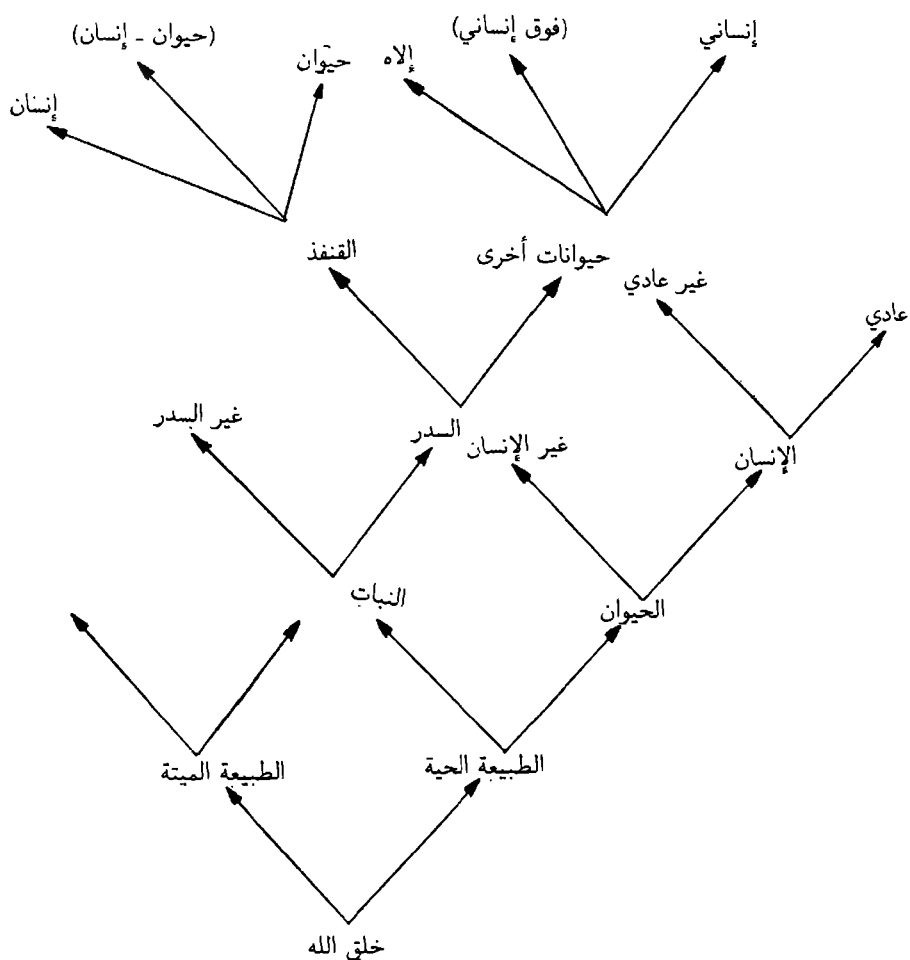 إنساني
(فوق إنساني)
إلاه
حيوان
(حيوان - إنسان)
إنسان
حيوانات أخرى
القنفذ
غير عادي
عادي
السدر
غير السدر
غير الإنسان
الإنسان
النبات
الحيوان
الطبيعة الحية
الطبيعة الميتة
خلق الله